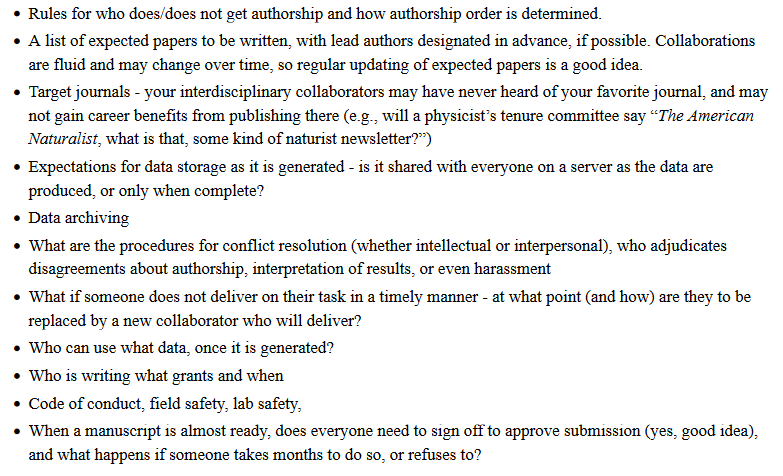 • Rules for who does/does not get authorship and how authorship order is determined.
• A list of expected papers to be written, with lead authors designated in advance, if possible. Collaborations
are fluid and may change over time, so regular updating of expected papers is a good idea.
• Target journals - your interdisciplinary collaborators may have never heard of your favorite journal, and may
not gain career benefits from publishing there (e.g., will a physicist’s tenure committee say “The American
Naturalist, what is that, some kind of naturist newsletter?”)
• Expectations for data storage as it is generated - is it shared with everyone on a server as the data are
produced, or only when complete?
• Data archiving
• What are the procedures for conflict resolution (whether intellectual or interpersonal), who adjudicates
disagreements about authorship, interpretation of results, or even harassment
• What if someone does not deliver on their task in a timely manner - at what point (and how) are they to be
replaced by a new collaborator who will deliver?
• Who can use what data, once it is generated?
• Who is writing what grants and when
• Code of conduct, field safety, lab safety,
• When a manuscript is almost ready, does everyone need to sign off to approve submission (yes, good idea),
and what happens if someone takes months to do so, or refuses to?